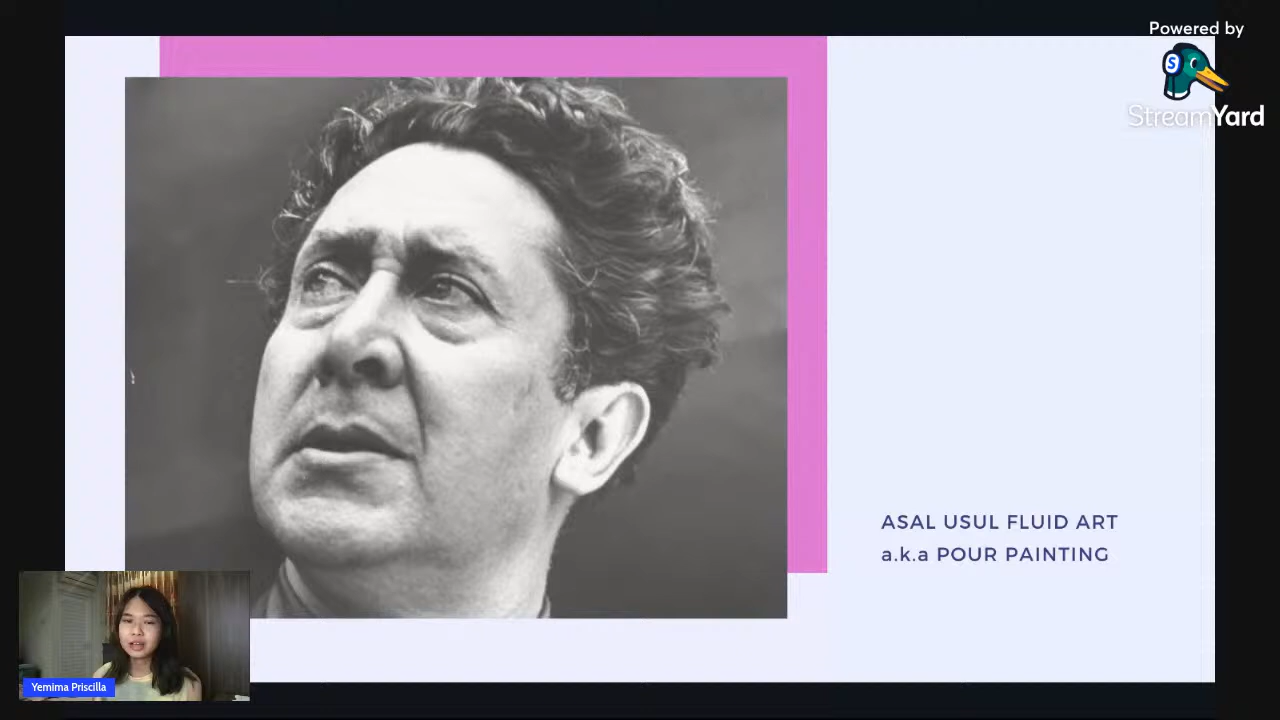 Powered by
S
StreamYard
ASAL USUL FLUID ART
a.k.a POUR PAINTING
Yemima Priscilla